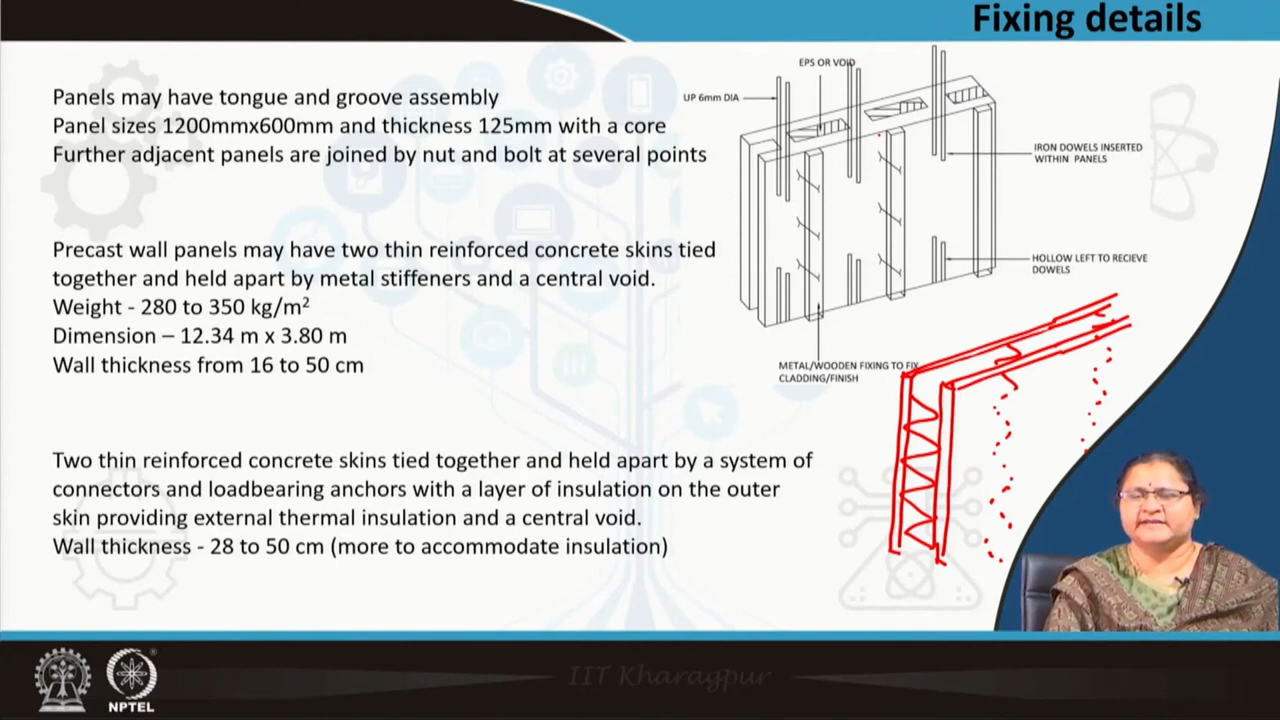 Fixing details
Panels may have tongue and groove assembly
Panel sizes 1200mmx600mm and thickness 125mm with a core
Further adjacent panels are joined by nut and bolt at several points
EPS OR VOID
UP 6mm DIA
IRON DOWELS INSERTED
WITHIN PANELS
HOLLOW LEFT TO RECIEVE
DOWELS
METAL/WOODEN FIXING TO FIX
CLADDING/FINISH
Precast wall panels may have two thin reinforced concrete skins tied
together and held apart by metal stiffeners and a central void.
Weight - 280 to 350 kg/m²
Dimension – 12.34 m x 3.80 m
Wall thickness from 16 to 50 cm
Two thin reinforced concrete skins tied together and held apart by a system of
connectors and loadbearing anchors with a layer of insulation on the outer
skin providing external thermal insulation and a central void.
Wall thickness - 28 to 50 cm (more to accommodate insulation)
NPTEL
IIT Kharagpur